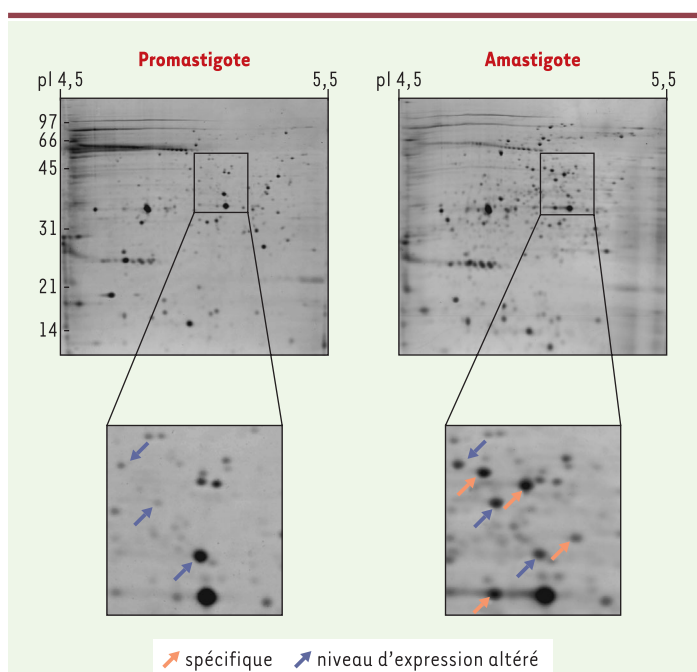 Promastigote
Amastigote
pI 4,5
5,5
pI 4,5
5,5
97
66
45
31
21
14
spécifique
niveau d'expression altéré